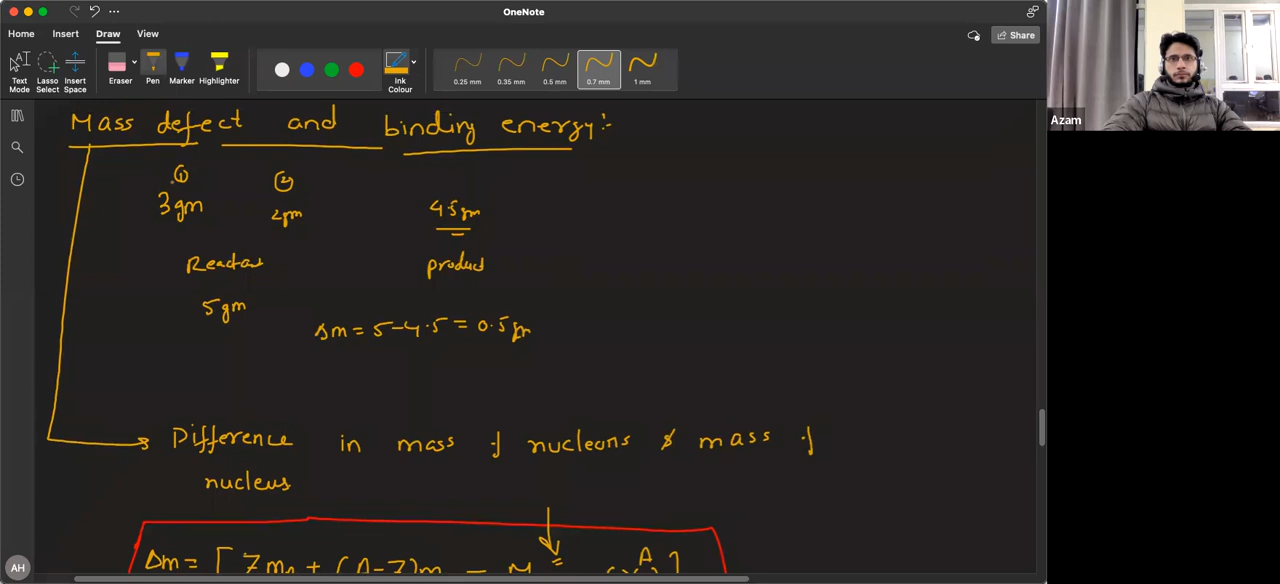 OneNote
Home Insert Draw View
Share
Text Mode
Lasso Select
Insert Space
Eraser
Pen
Marker
Highlighter
Ink Colour
0.25 mm
0.35 mm
0.5 mm
0.7 mm
1 mm
Azam
Mass defect and binding energy:-
① ②
3gm 2gm 4.5gm
Reactant product
5gm
Δm = 5-4.5 = 0.5gm
Difference in mass of nucleons & mass of
nucleus
Δm = [ Zmp + (A-Z)m
AH